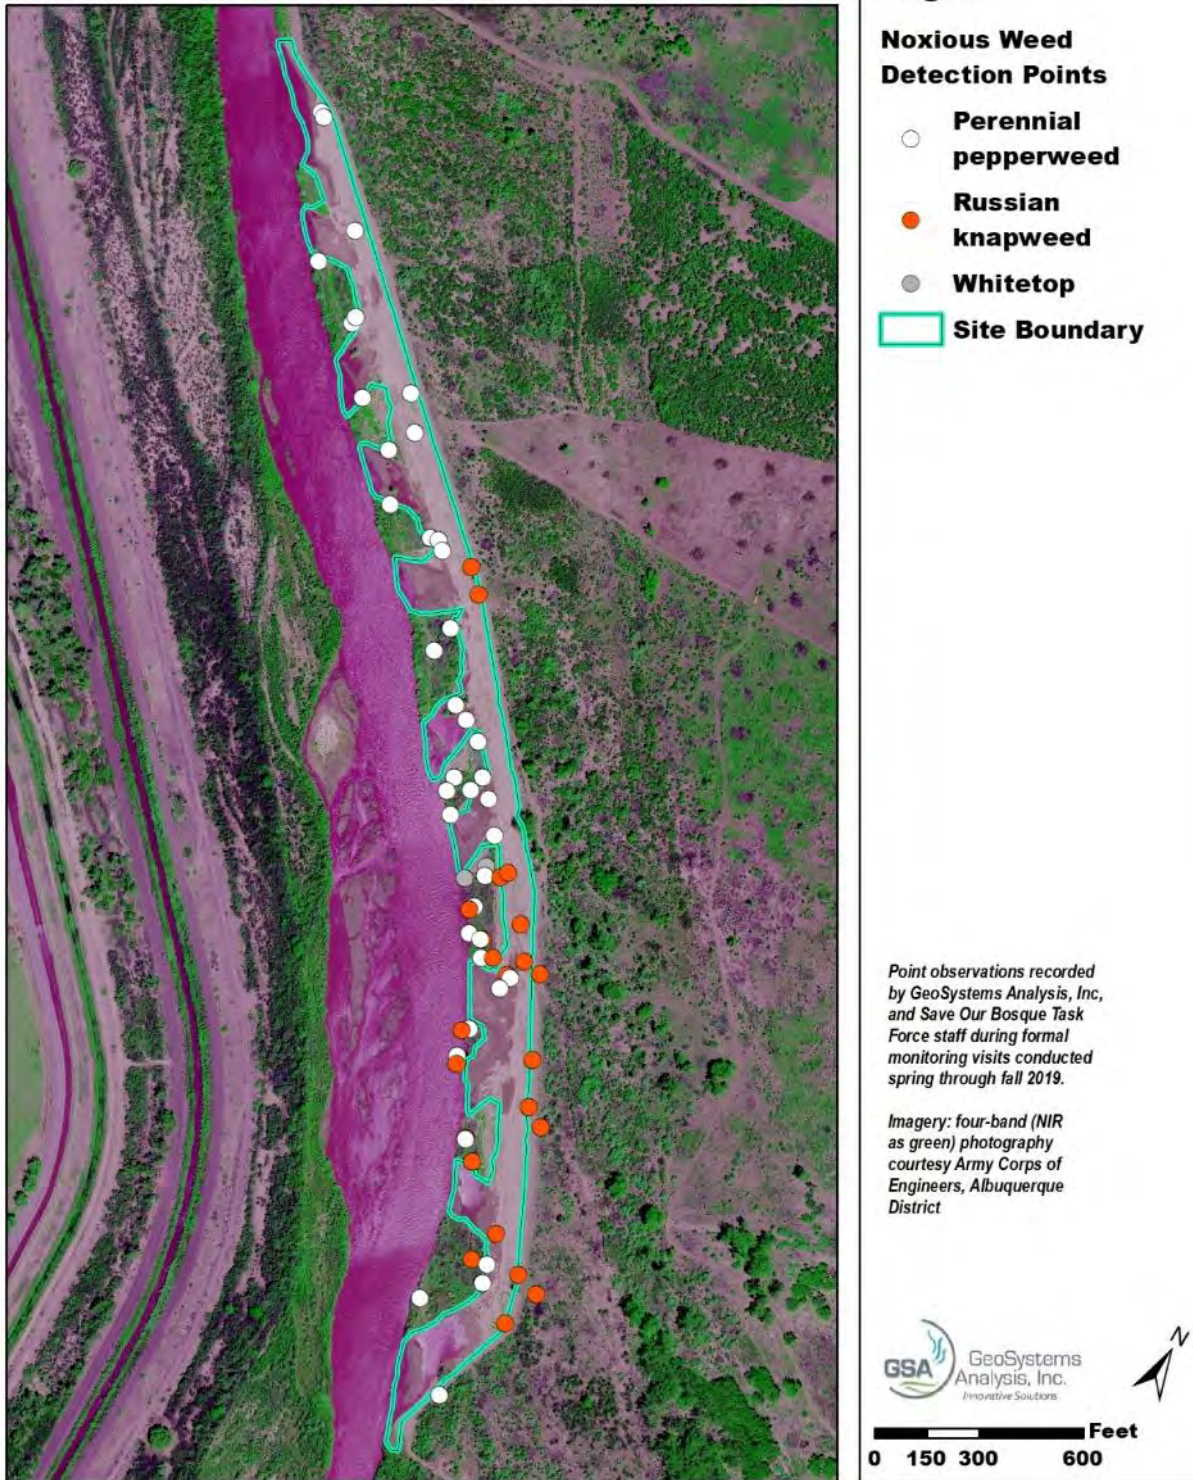 Noxious Weed
Detection Points
Perennial
pepperweed
Russian
knapweed
Whitetop
Site Boundary
Point observations recorded
by GeoSystems Analysis, Inc,
and Save Our Bosque Task
Force staff during formal
monitoring visits conducted
spring through fall 2019.
Imagery: four-band (NIR
as green) photography
courtesy Army Corps of
Engineers, Albuquerque
District
GSA
GeoSystems
Analysis, Inc.
Innovative Solutions
N
Feet
0 150 300 600